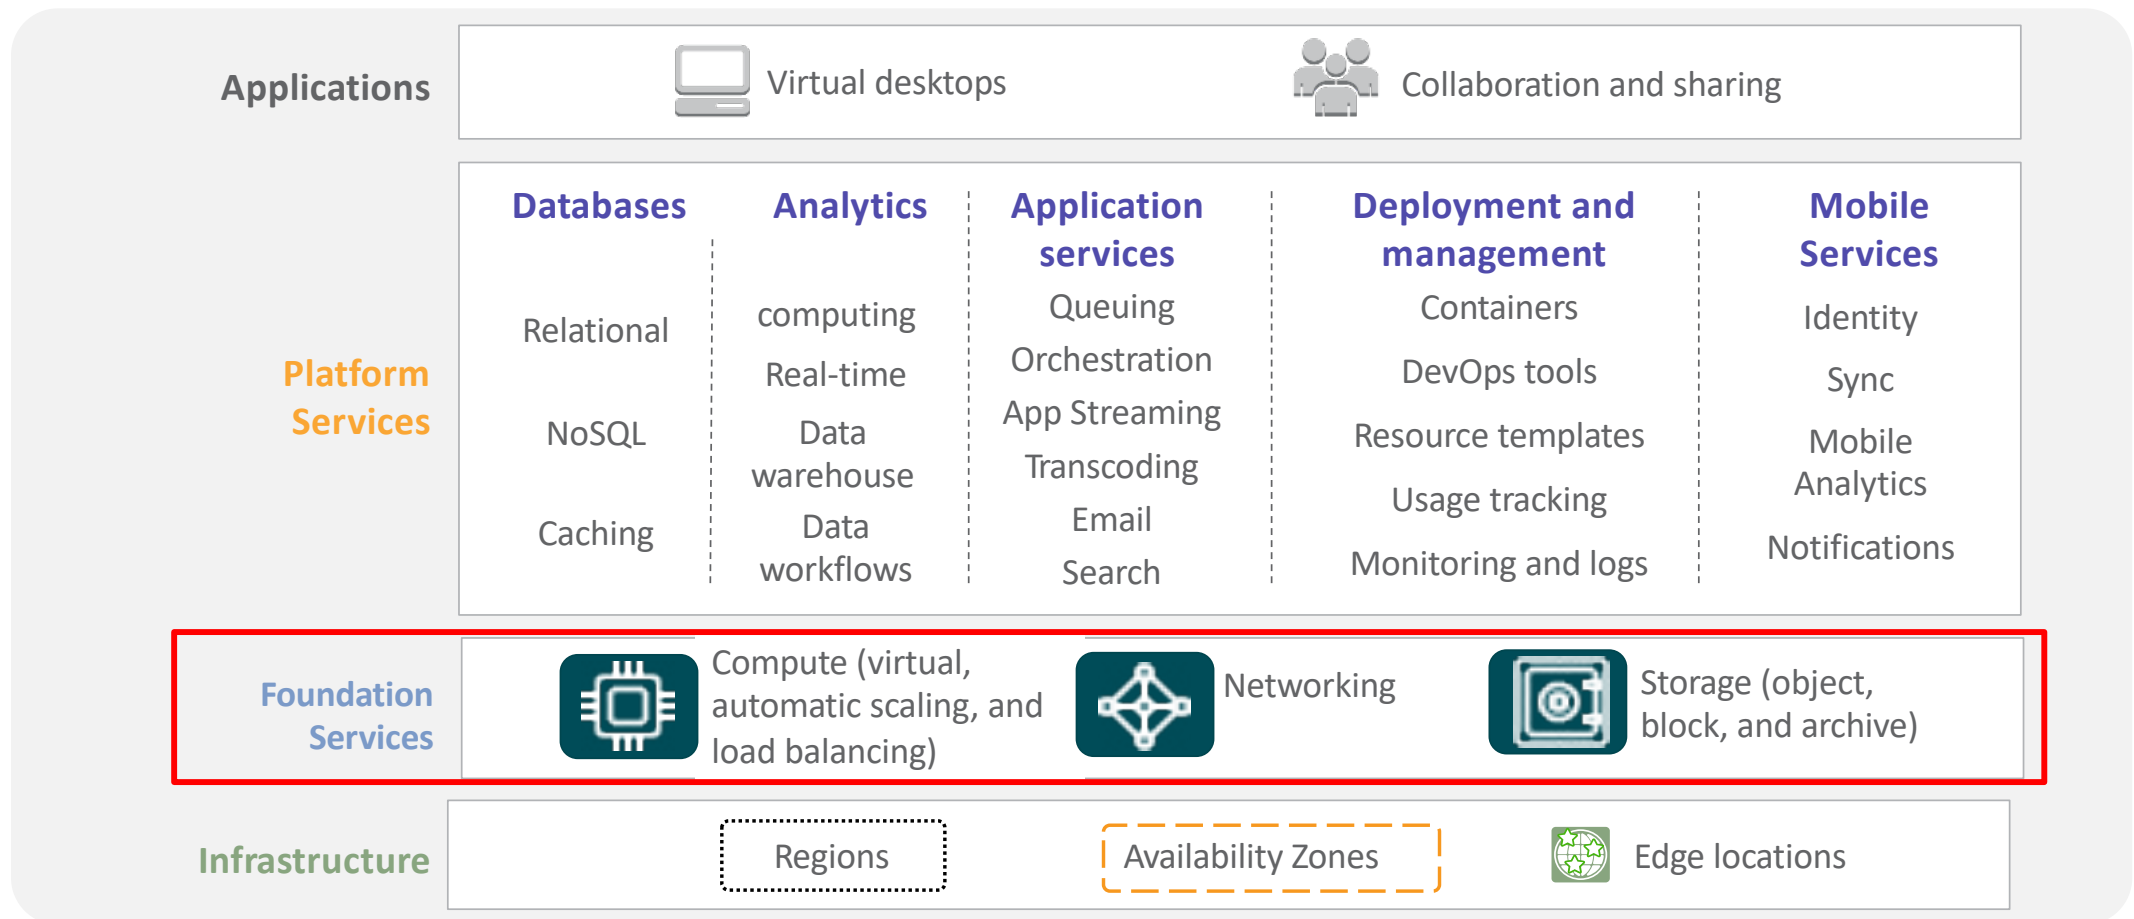 Applications
Virtual desktops
Collaboration and sharing
Platform
Services
Databases
Relational
NoSQL
Caching
Analytics
computing
Real-time
Data
warehouse
Data
workflows
Application
services
Queuing
Orchestration
App Streaming
Transcoding
Email
Search
Deployment and
management
Containers
DevOps tools
Resource templates
Usage tracking
Monitoring and logs
Mobile
Services
Identity
Sync
Mobile
Analytics
Notifications
Foundation
Services
Compute (virtual,
automatic scaling, and
load balancing)
Networking
Storage (object,
block, and archive)
Infrastructure
Regions
Availability Zones
Edge locations